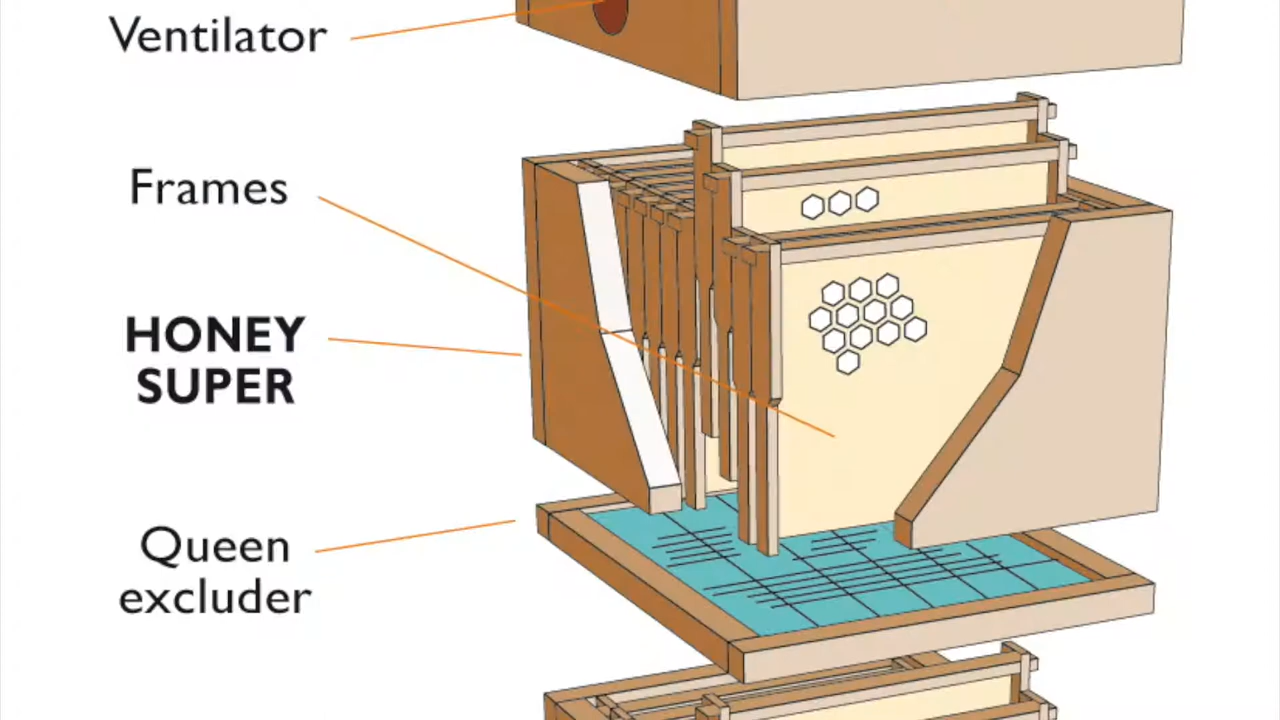 Ventilator
Frames
HONEY
SUPER
Queen
excluder